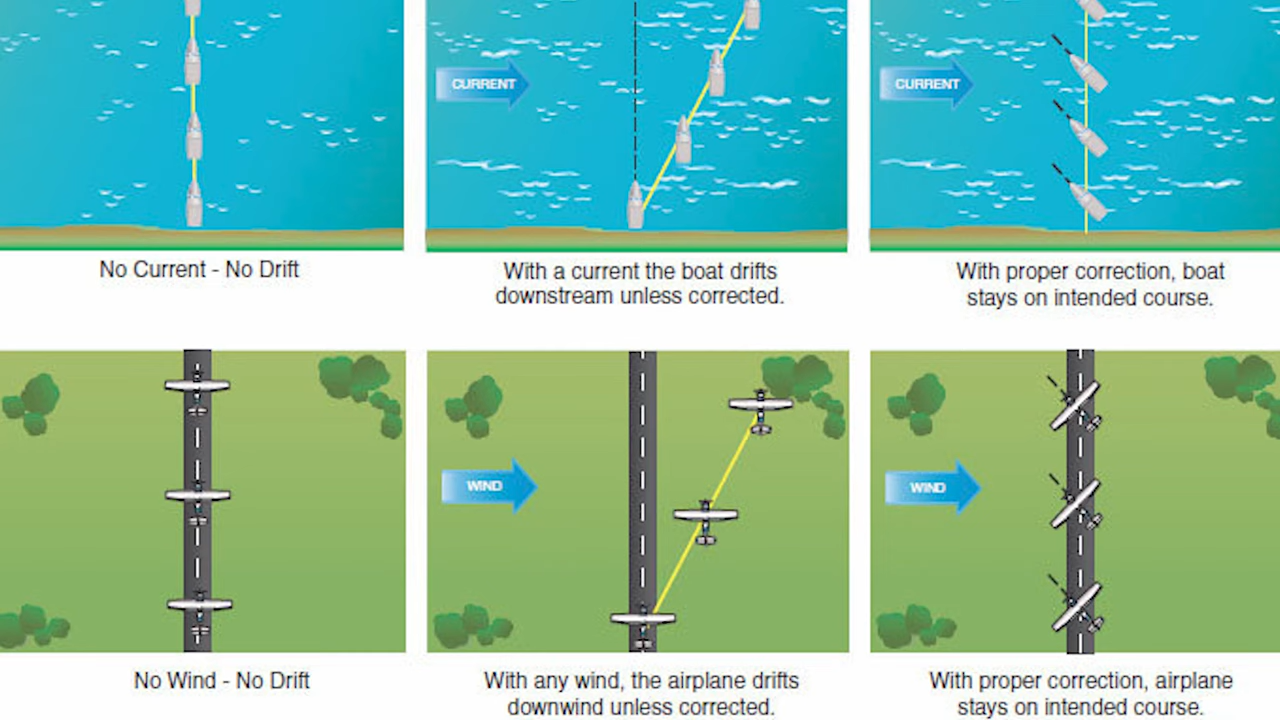 CURRENT
CURRENT
No Current - No Drift
With a current the boat drifts
downstream unless corrected.
With proper correction, boat
stays on intended course.
WIND
WIND
No Wind - No Drift
With any wind, the airplane drifts
downwind unless corrected.
With proper correction, airplane
stays on intended course.